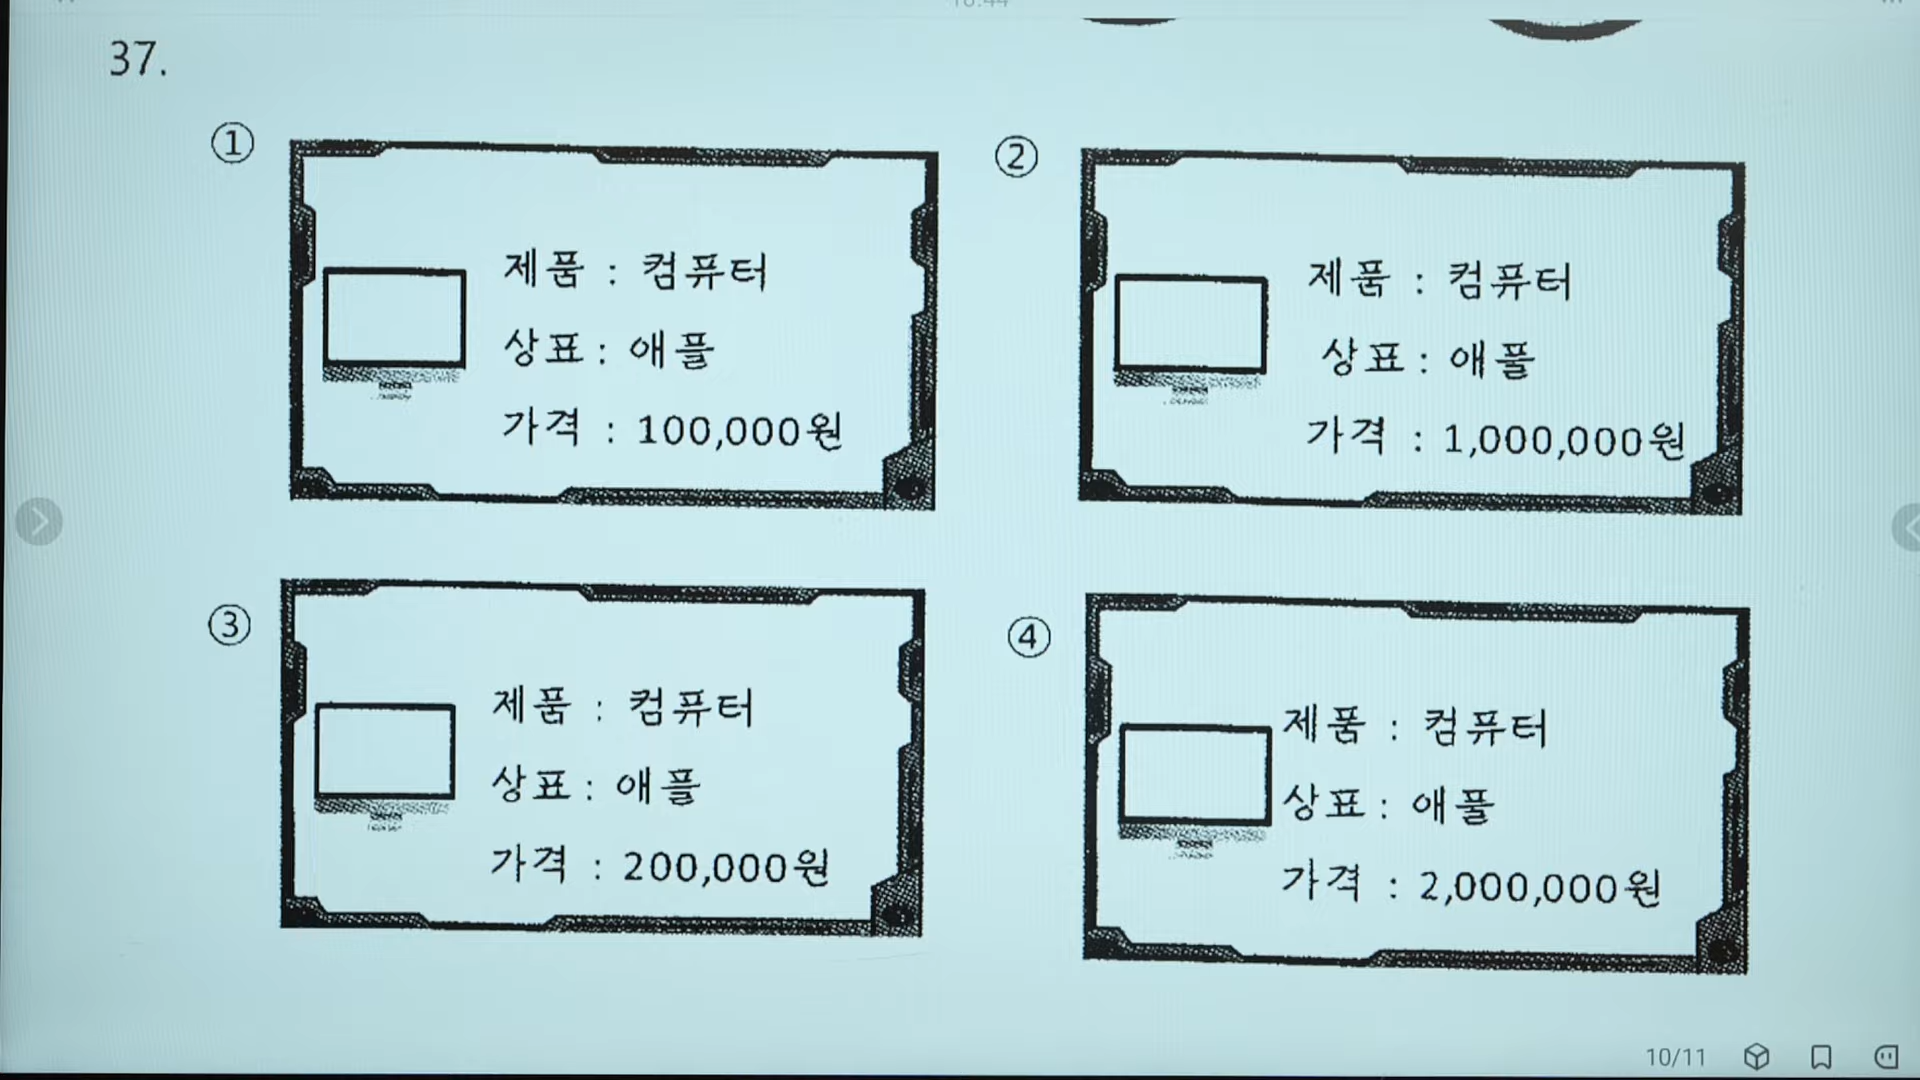 37.
①
제품 : 컴퓨터
상표 : 애플
가격 : 100,000원
②
제품 : 컴퓨터
상표 : 애플
가격 : 1,000,000원
③
제품 : 컴퓨터
상표 : 애플
가격 : 200,000원
④
제품 : 컴퓨터
상표 : 애풀
가격 : 2,000,000원
10/11